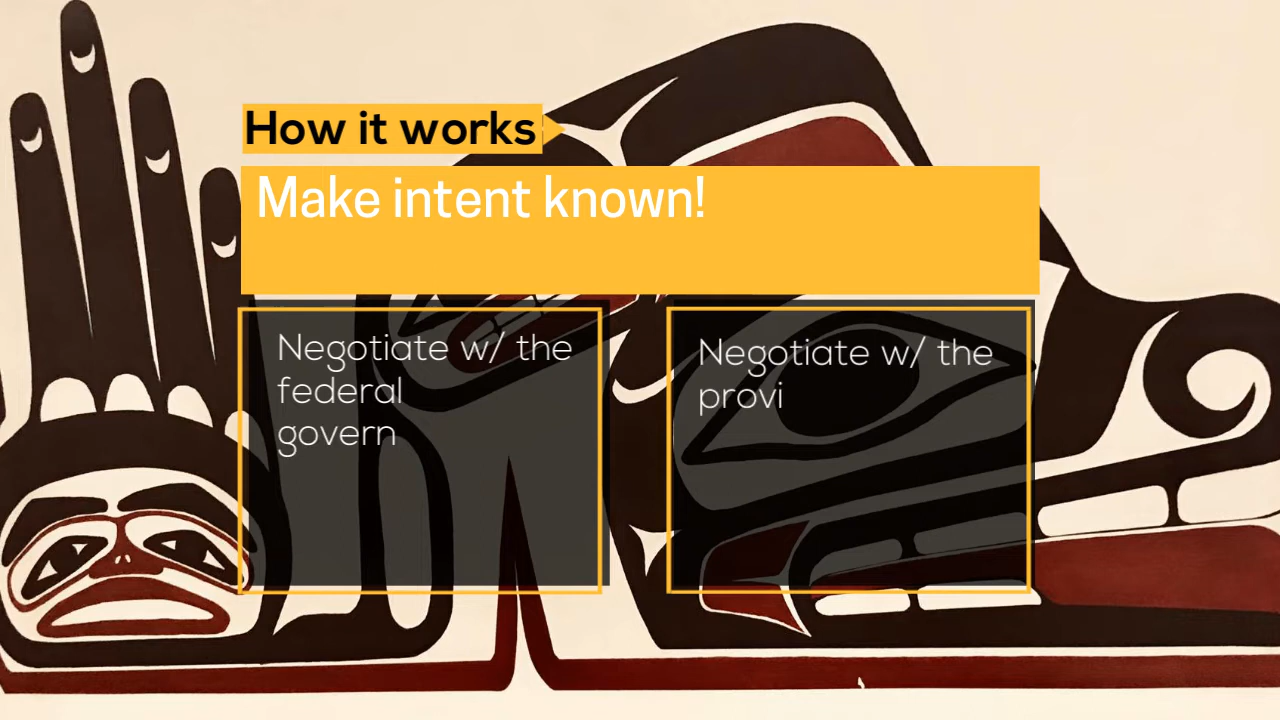 How it works
Make intent known!
Negotiate w/ the
federal
govern
Negotiate w/ the
provi